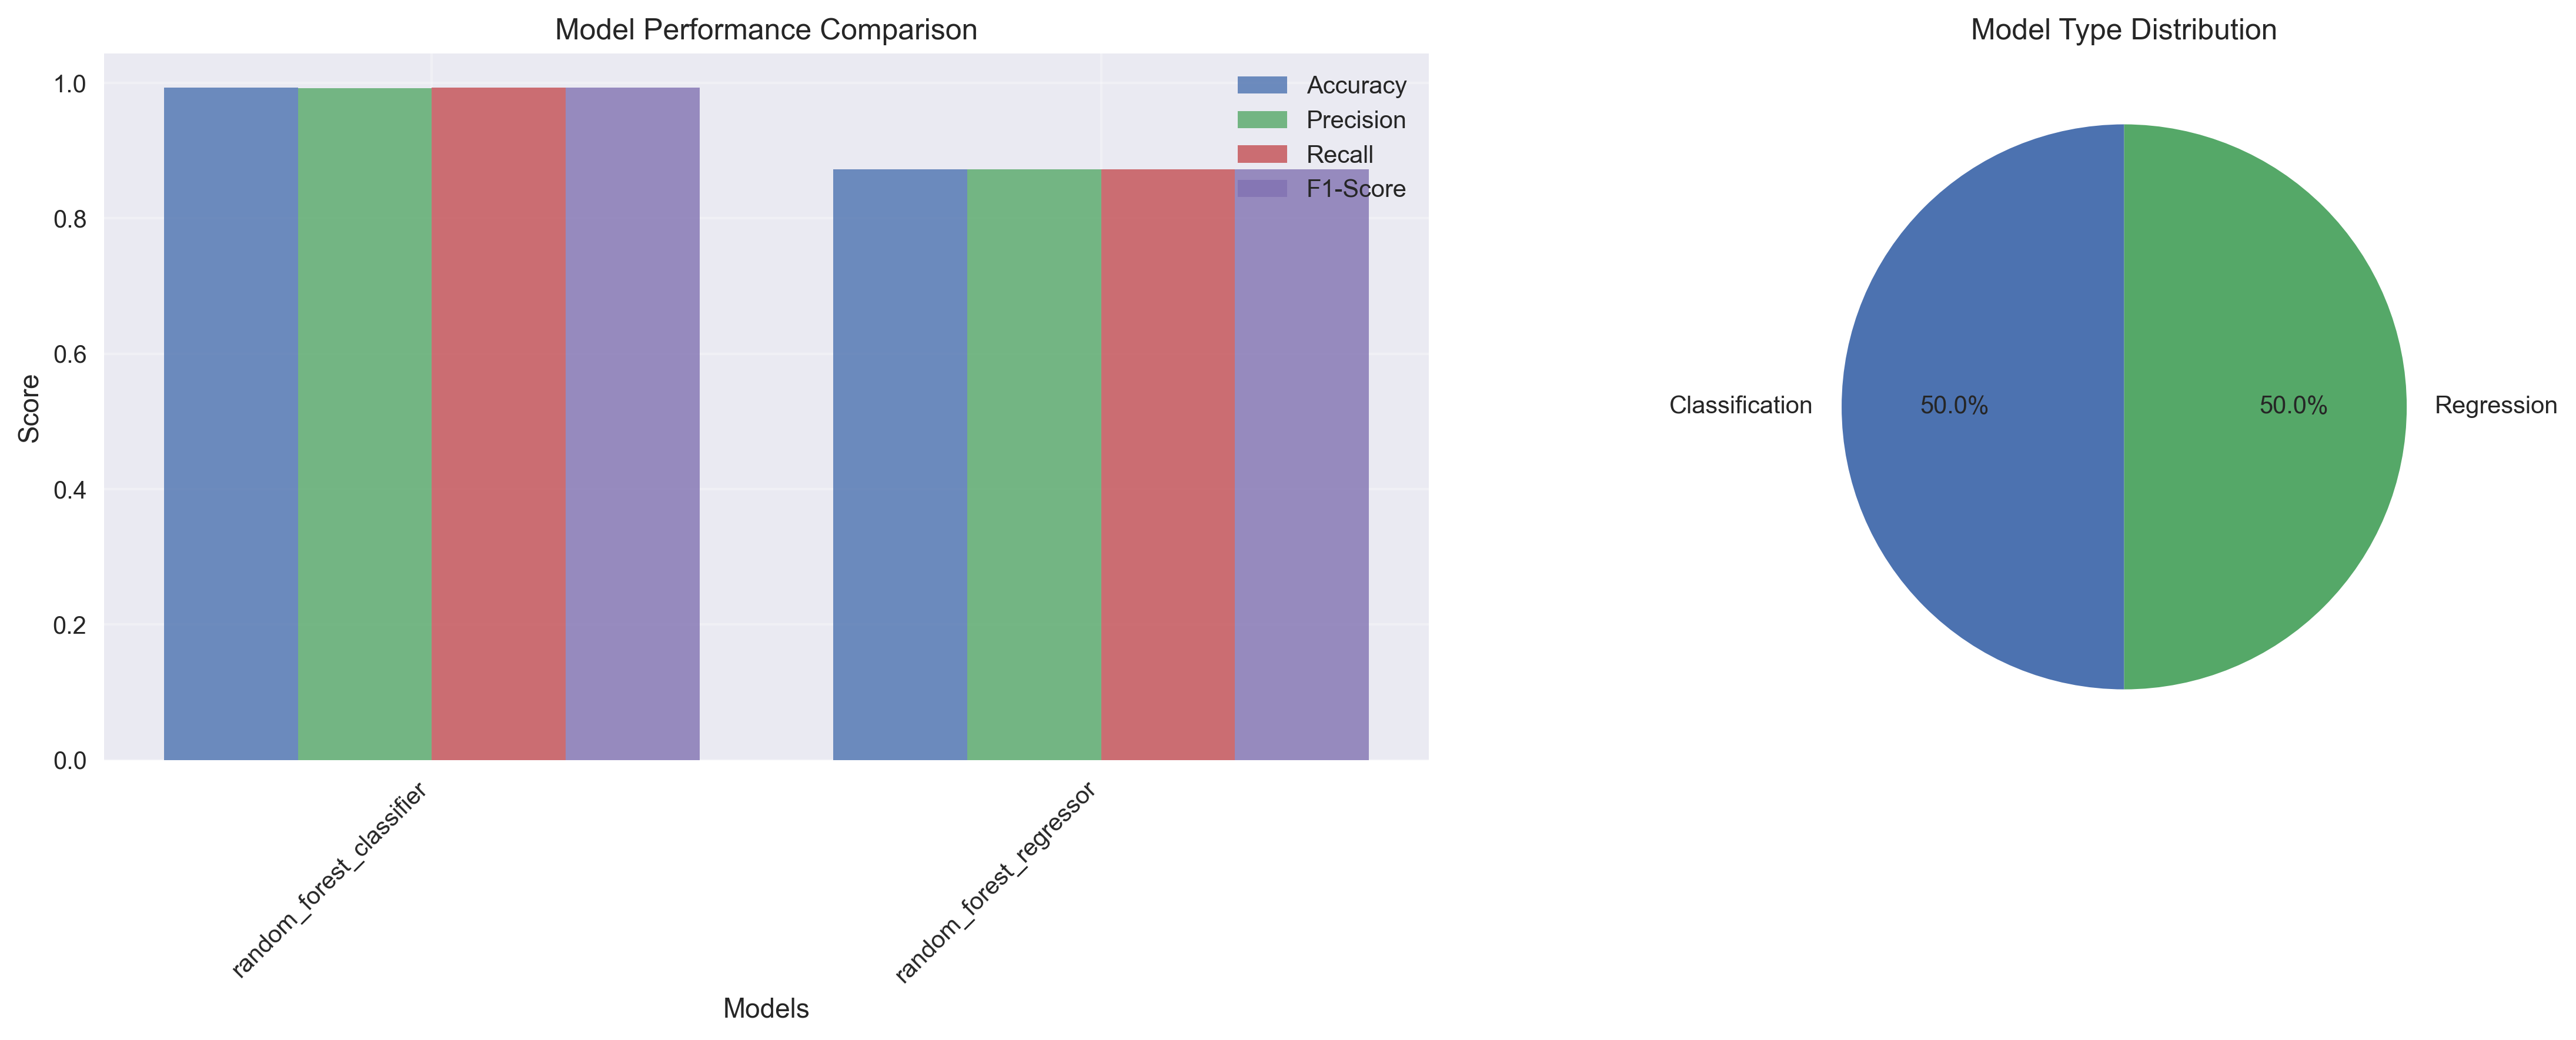 Model Performance Comparison
1.0
0.8
0.6
0.4
0.2
0.0
Score
Accuracy
Precision
Recall
F1-Score
random_forest_classifier
random_forest_regressor
Models
Model Type Distribution
Classification
50.0%
50.0%
Regression